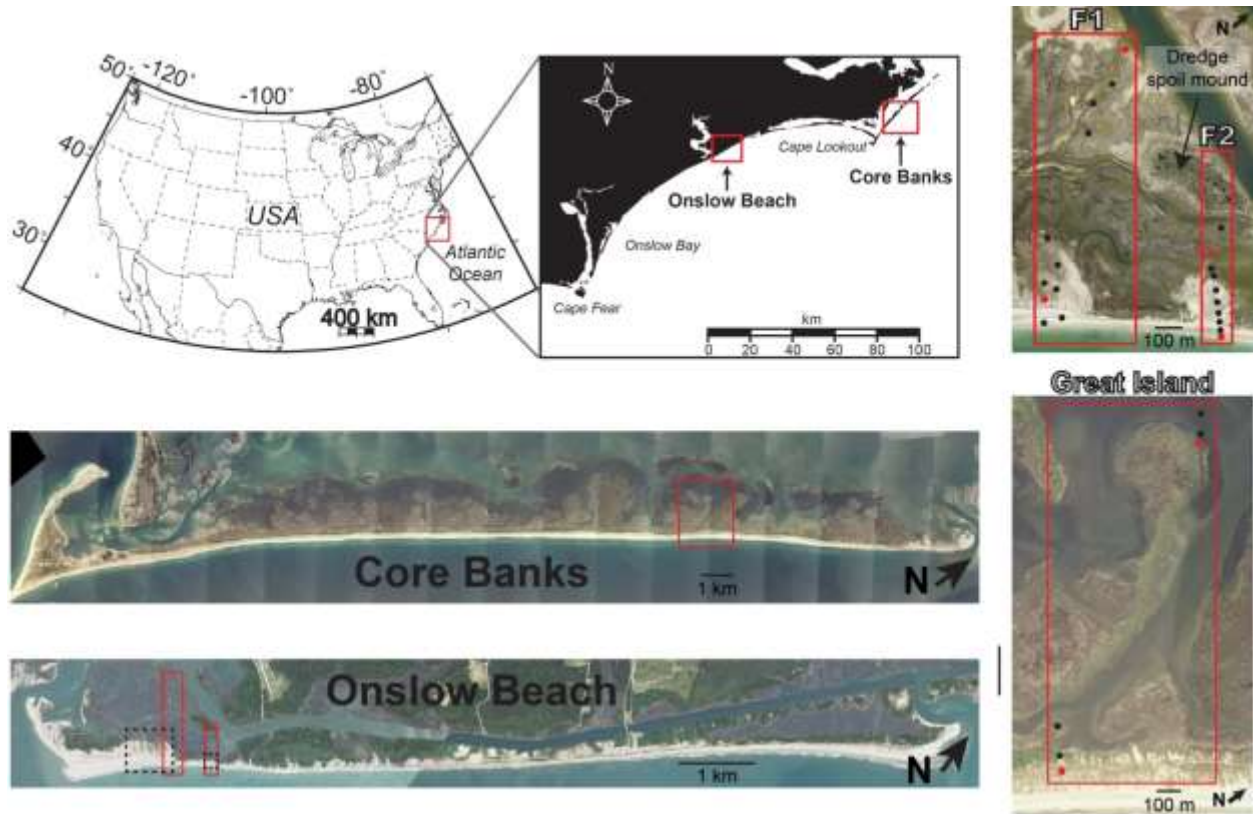 50°
-120°
-100°
-80°
40°
30°
USA
Atlantic
Ocean
400 km
N
Cape Lookout
Core Banks
Onslow Beach
Onslow Bay
Cape Fear
km
0 20 40 60 80 100
F1
N
Dredge
spoil mound
F2
100 m
Great Island
100 m
N
Core Banks
1 km
N
Onslow Beach
1 km
N